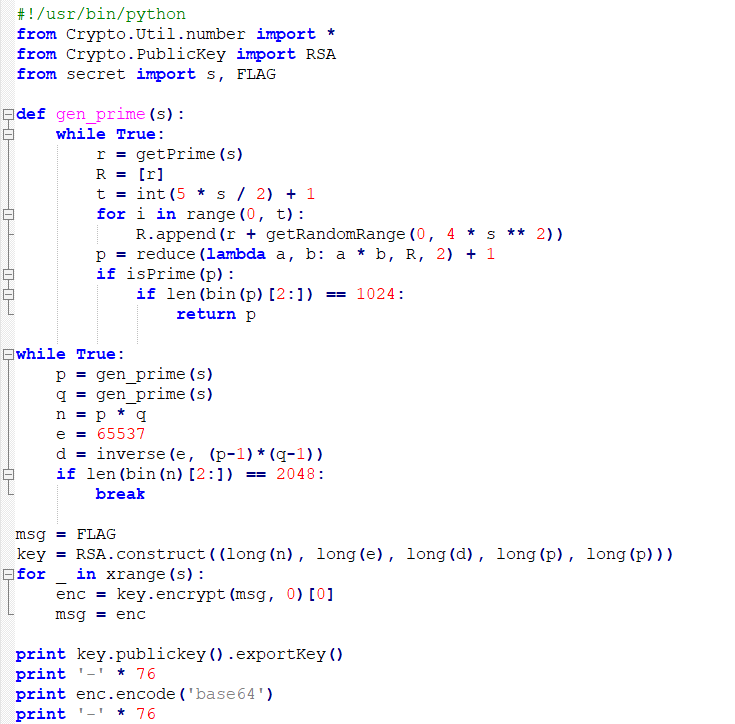 #!/usr/bin/python
from Crypto.Util.number import *
from Crypto.PublicKey import RSA
from secret import s, FLAG

def gen_prime(s):
    while True:
        r = getPrime(s)
        R = [r]
        t = int(5 * s / 2) + 1
        for i in range(0, t):
            R.append(r + getRandomRange(0, 4 * s ** 2))
        p = reduce(lambda a, b: a * b, R, 2) + 1
        if isPrime(p):
            if len(bin(p)[2:]) == 1024:
                return p

while True:
    p = gen_prime(s)
    q = gen_prime(s)
    n = p * q
    e = 65537
    d = inverse(e, (p-1)*(q-1))
    if len(bin(n)[2:]) == 2048:
        break

msg = FLAG
key = RSA.construct((long(n), long(e), long(d), long(p), long(p)))
for _ in xrange(s):
    enc = key.encrypt(msg, 0)[0]
    msg = enc

print key.publickey().exportKey()
print '-' * 76
print enc.encode('base64')
print '-' * 76